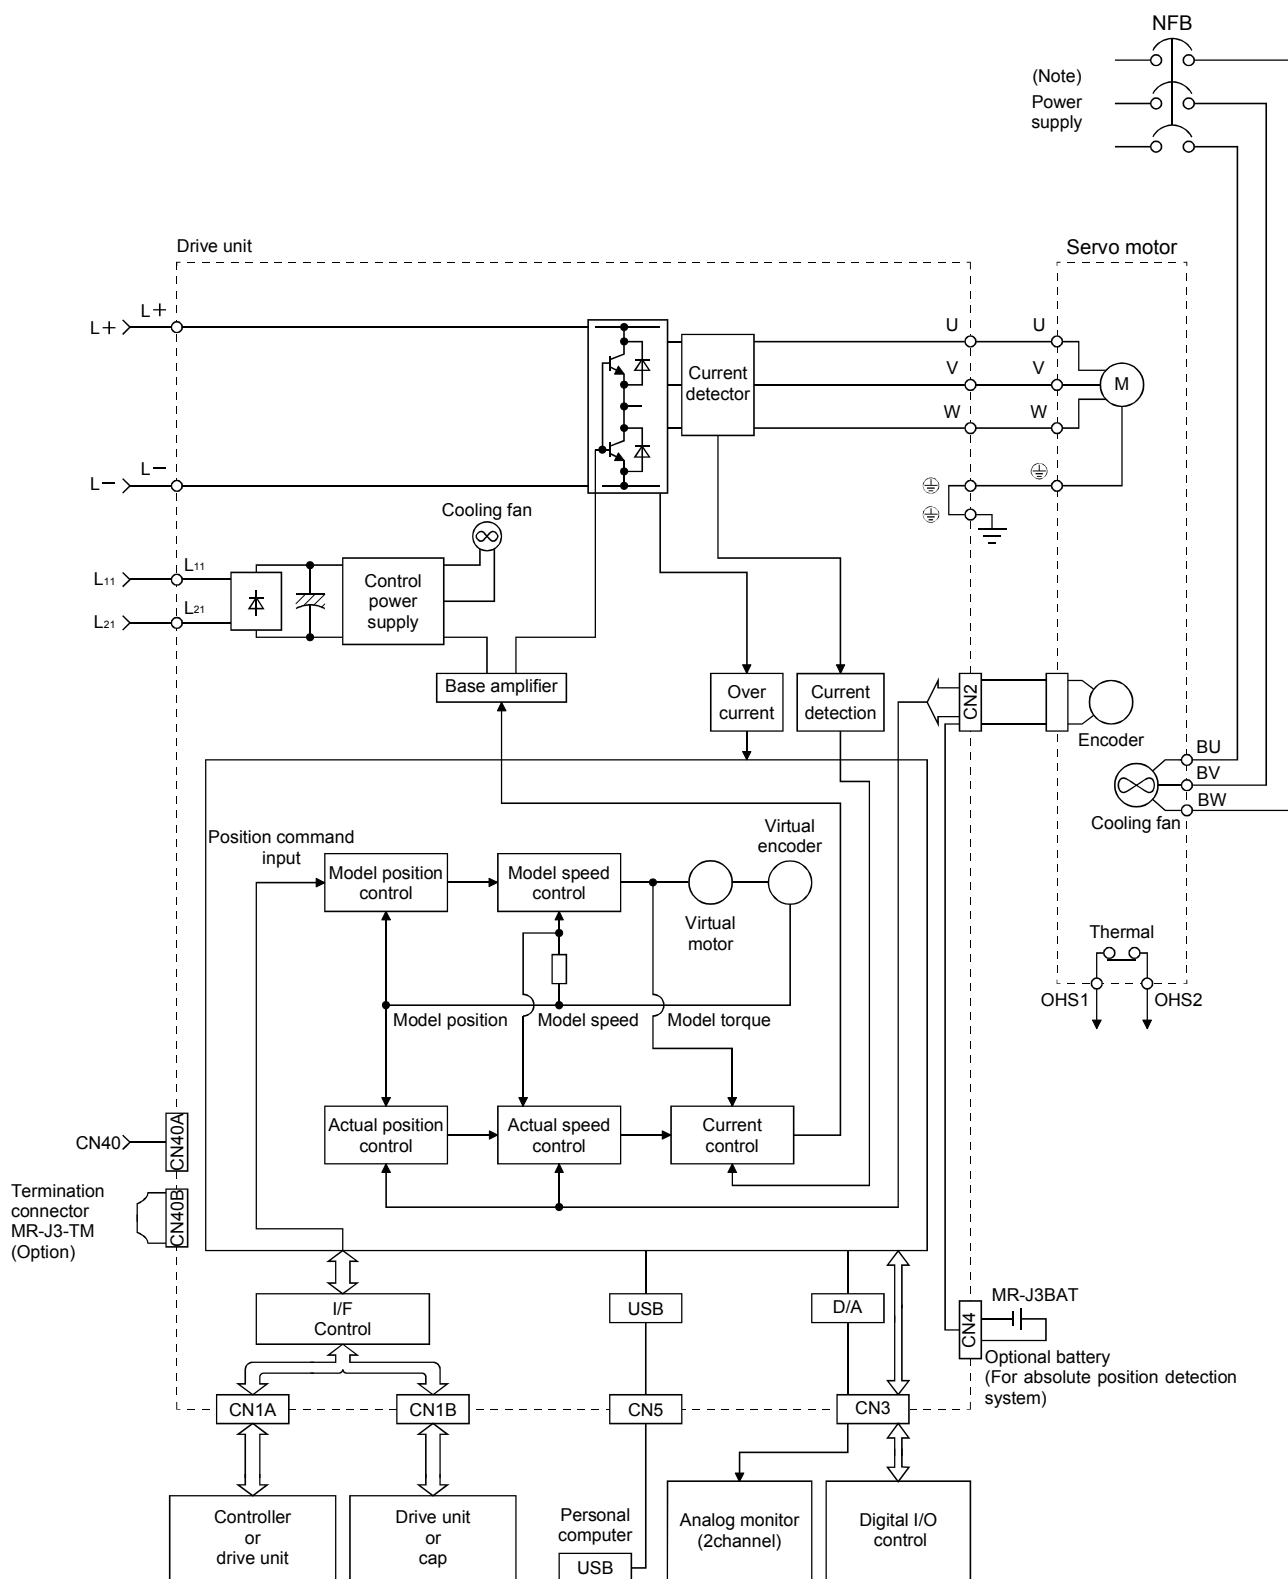 NFB
(Note)
Power
supply
Drive unit
Servo motor
L+
L+
U
U
V
V
M
Current
detector
W
W
L−
L−
Cooling fan
L11
L11
Control
power
supply
L21
L21
Base amplifier
Over
current
Current
detection
CN2
Encoder
BU
BV
BW
Cooling fan
Position command
input
Virtual
encoder
Model position
control
Model speed
control
Virtual
motor
Thermal
OHS1
OHS2
Model position
Model speed
Model torque
Actual position
control
Actual speed
control
Current
control
CN40
CN40A
CN40B
Termination
connector
MR-J3-TM
(Option)
I/F
Control
USB
D/A
CN4
MR-J3BAT
Optional battery
(For absolute position detection
system)
CN1A
CN1B
CN5
CN3
Controller
or
drive unit
Drive unit
or
cap
Personal
computer
USB
Analog monitor
(2channel)
Digital I/O
control